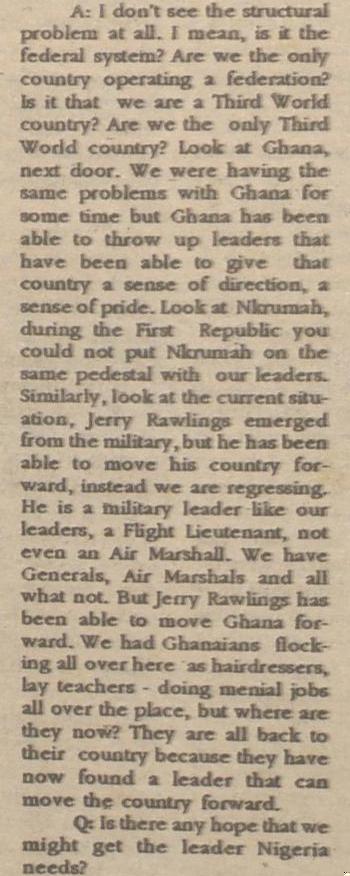 A: I don't see the structural
problem at all. I mean, is it the
federal system? Are we the only
country operating a federation?
Is it that we are a Third World
country? Are we the only Third
World country? Look at Ghana,
next door. We were having the
same problems with Ghana for
some time but Ghana has been
able to throw up leaders that
have been able to give that
country a sense of direction, a
sense of pride. Look at Nkrumah,
during the First Republic you
could not put Nkrumah on the
same pedestal with our leaders.
Similarly, look at the current situ-
ation, Jerry Rawlings emerged
from the military, but he has been
able to move his country for-
ward, instead we are regressing.
He is a military leader like our
leaders, a Flight Lieutenant, not
even an Air Marshall. We have
Generals, Air Marshals and all
what not. But Jerry Rawlings has
been able to move Ghana for-
ward. We had Ghanaians flock-
ing all over here as hairdressers,
lay teachers - doing menial jobs
all over the place, but where are
they now? They are all back to
their country because they have
now found a leader that can
move the country forward.
Q: Is there any hope that we
might get the leader Nigeria
needs?